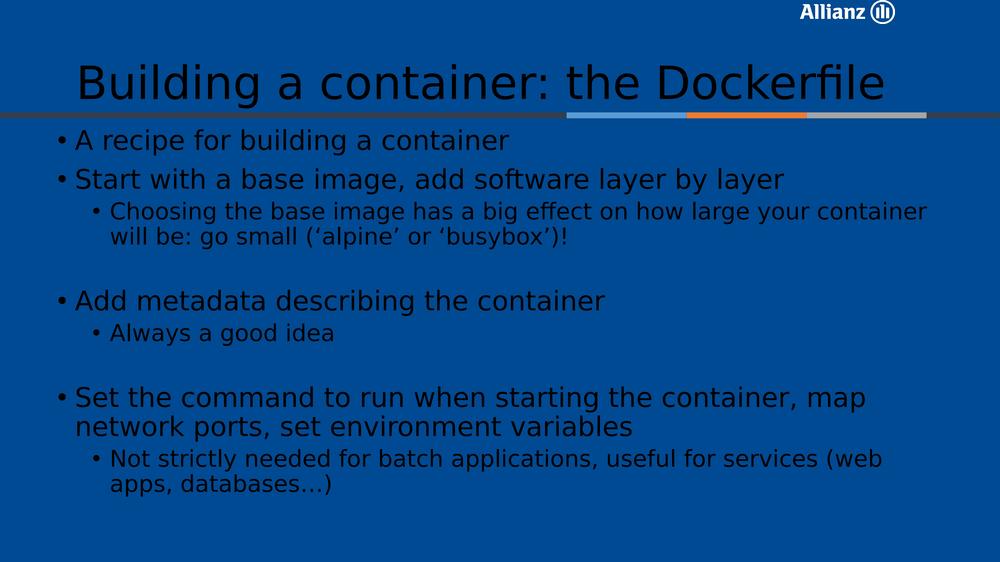 Allianz
Building a container: the Dockerfile
• A recipe for building a container
• Start with a base image, add software layer by layer
• Choosing the base image has a big effect on how large your container
will be: go small (‘alpine’ or ‘busybox’)!
• Add metadata describing the container
• Always a good idea
• Set the command to run when starting the container, map
network ports, set environment variables
• Not strictly needed for batch applications, useful for services (web
apps, databases…)